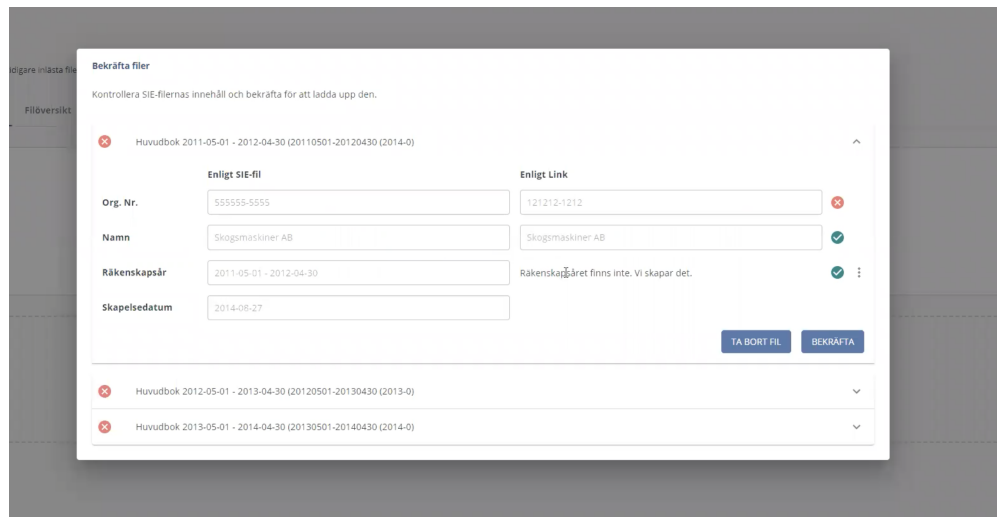 Bekräfta filer
idigare inlästa file
Kontrollera SIE-filernas innehåll och bekräfta för att ladda upp den.
Filöversikt
Huvudbok 2011-05-01 - 2012-04-30 (20110501-20120430 (2014-0)
Enligt SIE-fil Enligt Link
Org. Nr. 555555-5555 121212-1212
Namn Skogsmaskiner AB Skogsmaskiner AB
Räkenskapsår 2011-05-01 - 2012-04-30 Räkenskapsåret finns inte. Vi skapar det.
Skapelsedatum 2014-08-27
TA BORT FIL BEKRÄFTA
Huvudbok 2012-05-01 - 2013-04-30 (20120501-20130430 (2013-0)
Huvudbok 2013-05-01 - 2014-04-30 (20130501-20140430 (2014-0)